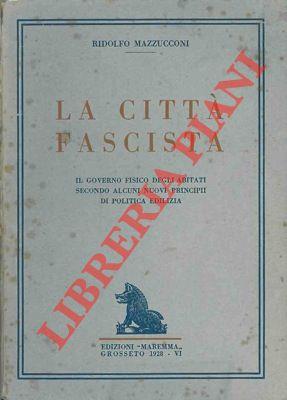 RIDOLFO MAZZUCCONI
LA CITTÀ
FASCISTA
IL GOVERNO FISICO DEGLI ABITATI
SECONDO ALCUNI NUOVI PRINCIPII
DI POLITICA EDILIZIA
EDIZIONI "MAREMMA"
GROSSETO 1928 - VI
LIBRERIA PIANI